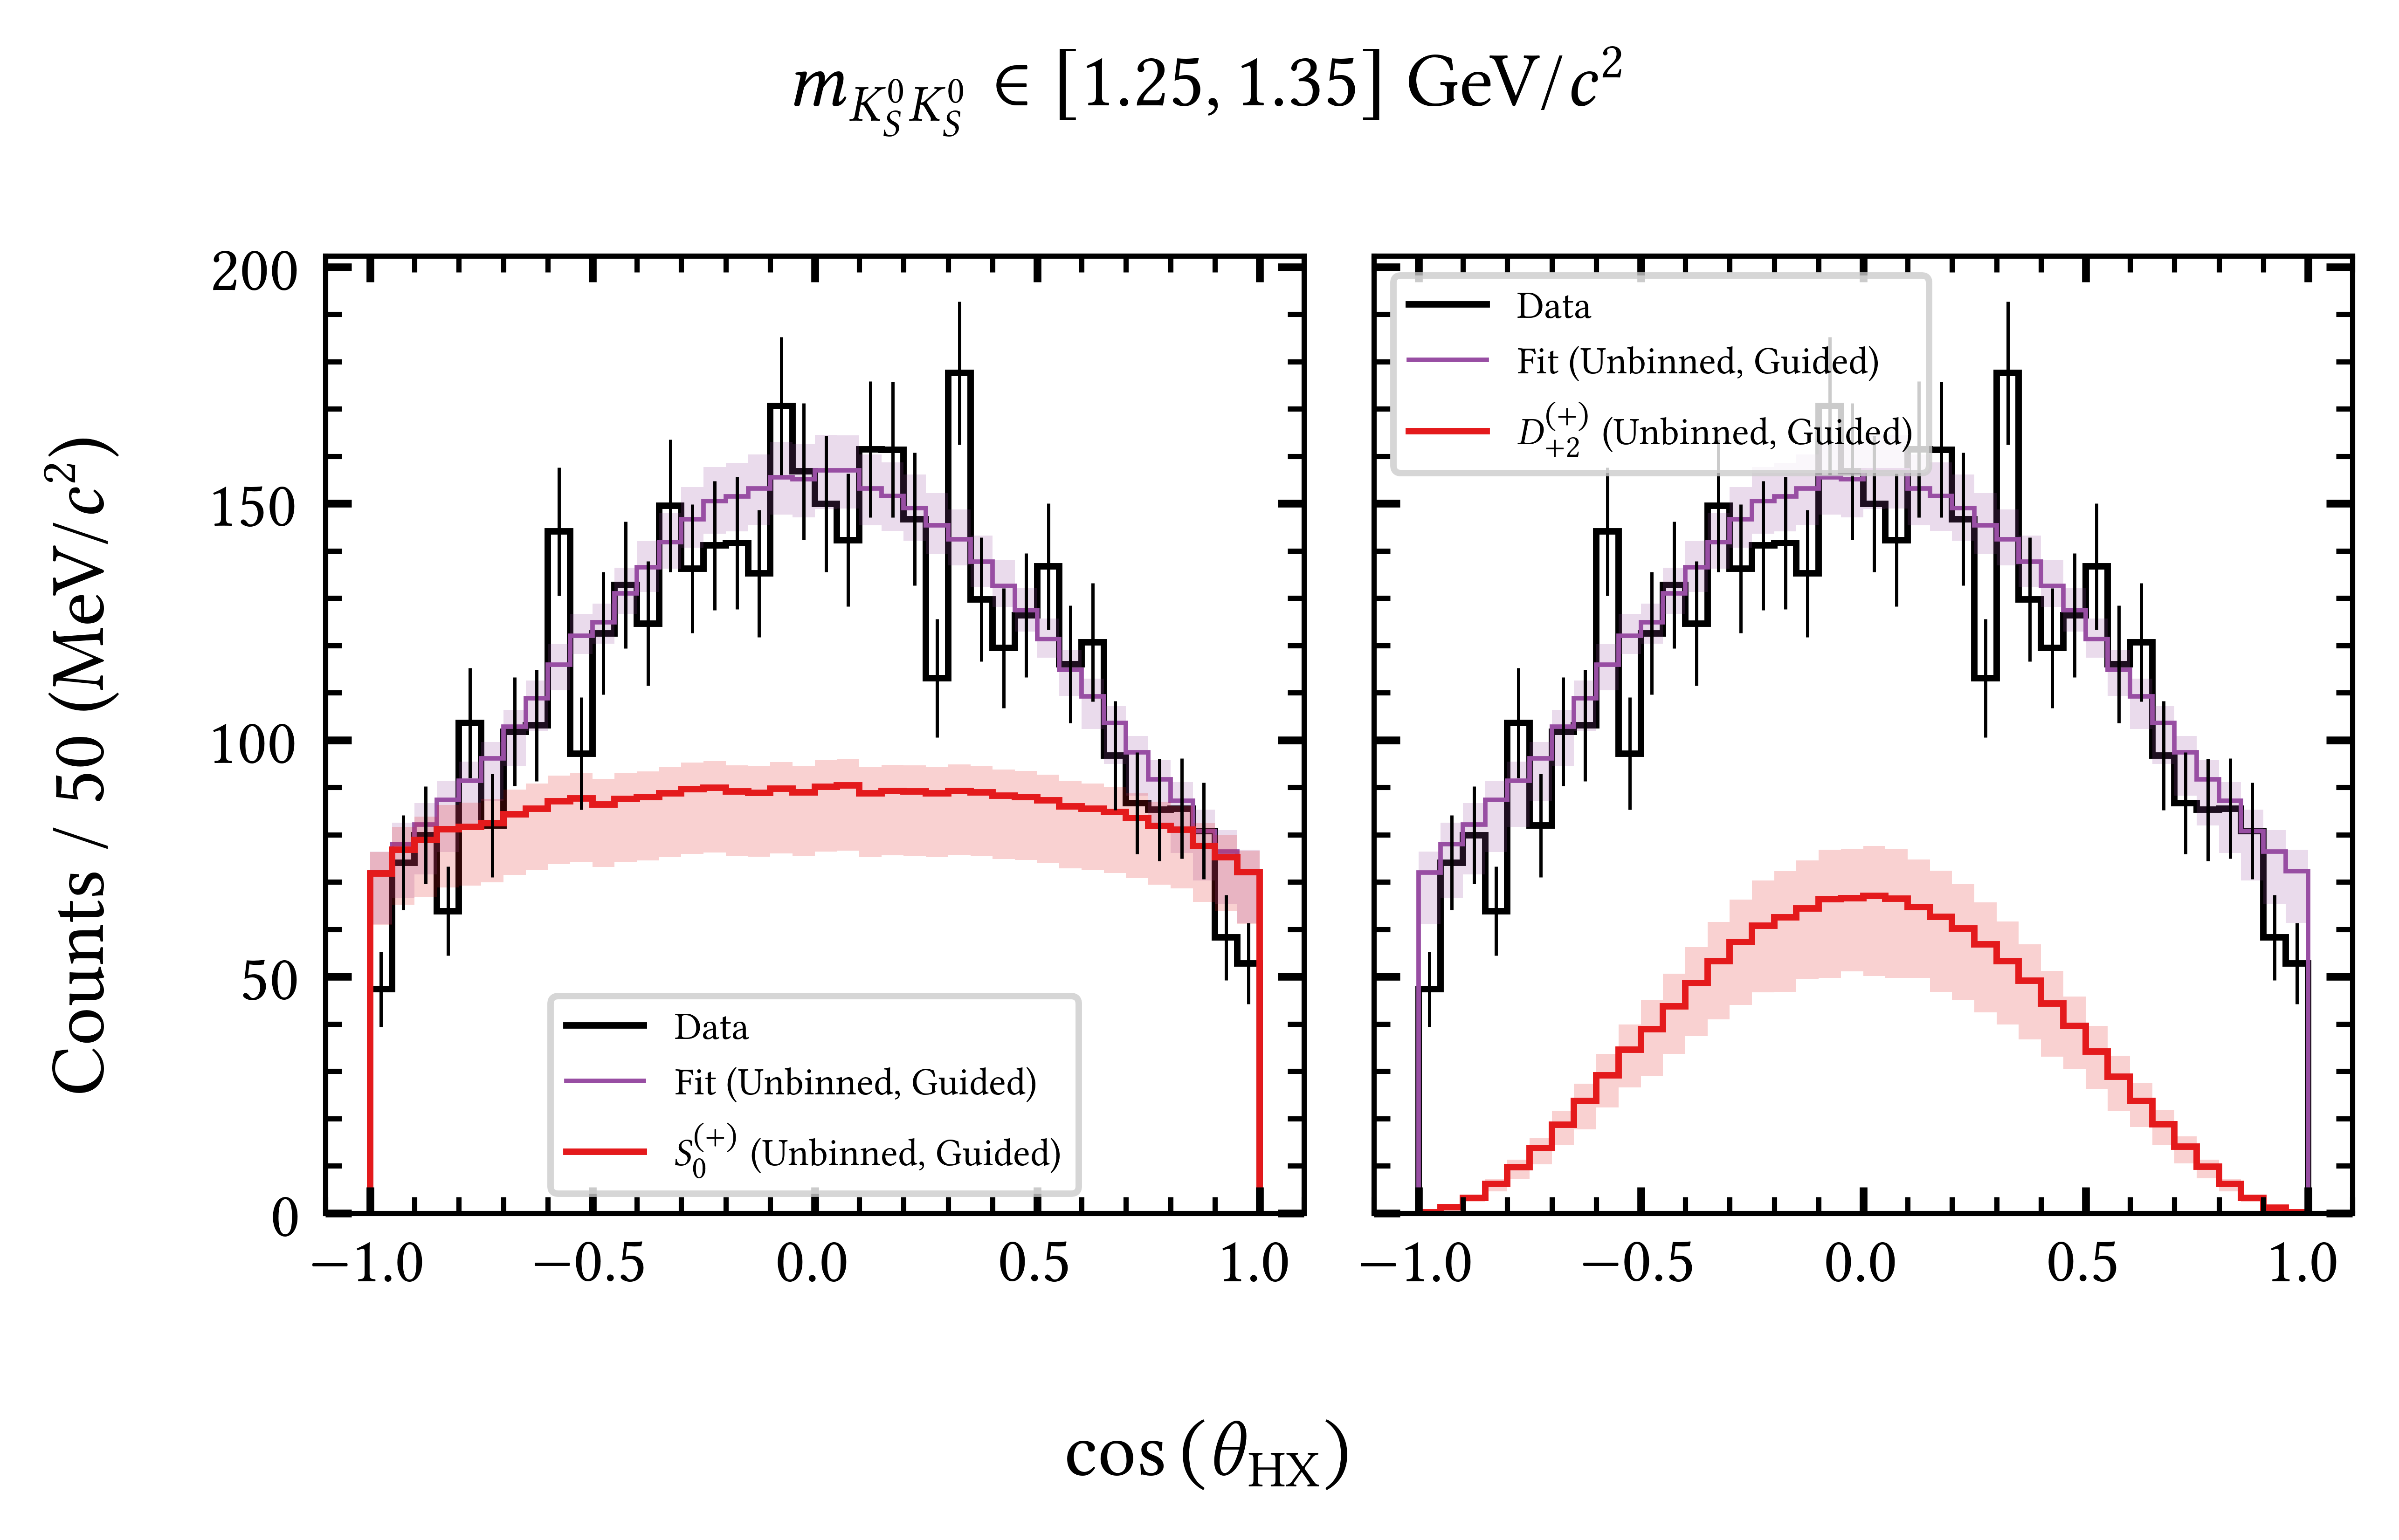 m_{K_S^0 K_S^0} ∈ [1.25, 1.35] GeV/c²
Counts / 50 (MeV/c²)
200
150
100
50
0
Data
Fit (Unbinned, Guided)
S_0^{(+)} (Unbinned, Guided)
−1.0 −0.5 0.0 0.5 1.0
Data
Fit (Unbinned, Guided)
D_{+2}^{(+)} (Unbinned, Guided)
−1.0 −0.5 0.0 0.5 1.0
cos (θ_{HX})